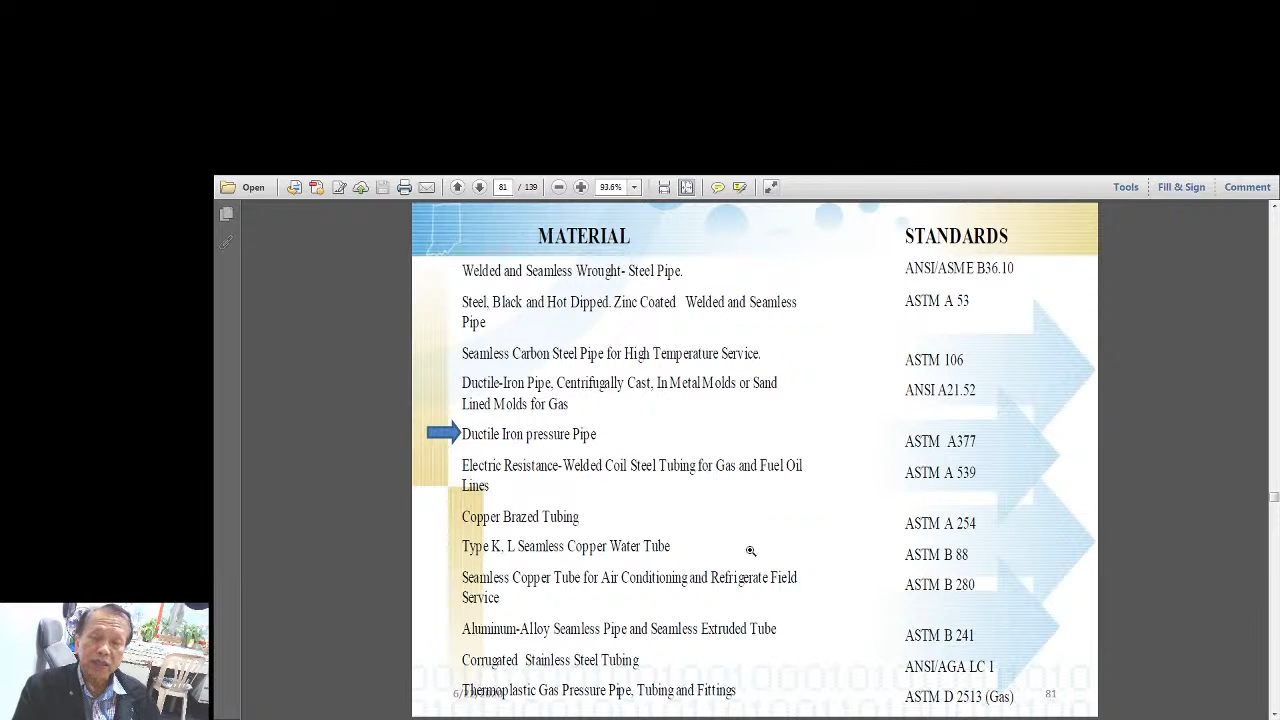 Open
81 / 139
93.6%
Tools
Fill & Sign
Comment
MATERIAL STANDARDS
Welded and Seamless Wrought- Steel Pipe. ANSI/ASME B36.10
Steel, Black and Hot Dipped. Zinc Coated Welded and Seamless ASTM A 53
Pipe
Seamless Carbon Steel Pipe for High Temperature Service. ASTM 106
Ductile-Iron Pipe, Centrifugally Cast In Metal Molds or Sand ANSI A21.52
Lined Molds for Gas
Ductile-Iron pressure Pipe ASTM A377
Electric Resistance-Welded Coil Steel Tubing for Gas and Fuel Oil ASTM A 539
Lines
Copper Brazed Tubing ASTM A 254
Type K, L Seamless Copper Water Tube ASTM B 88
Seamless Copper Tube for Air Conditioning and Refrigerate Field ASTM B 280
Service
Aluminum-Alloy Seamless Pipe and Seamless Extruded Tube ASTM B 241
Stainless Steel Tubing ANSI/AGA LC 1
Thermoplastic Gas Pressure Pipe, Tubing and Fittings ASTM D 2513 (Gas)
81